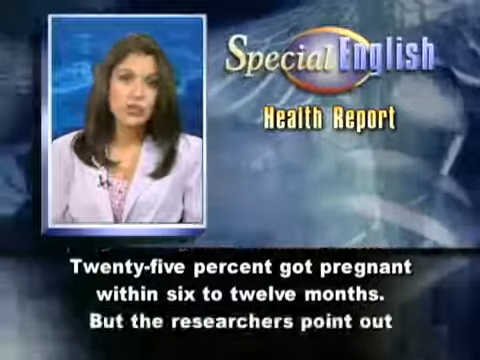 Special English
Health Report
Twenty-five percent got pregnant
within six to twelve months.
But the researchers point out